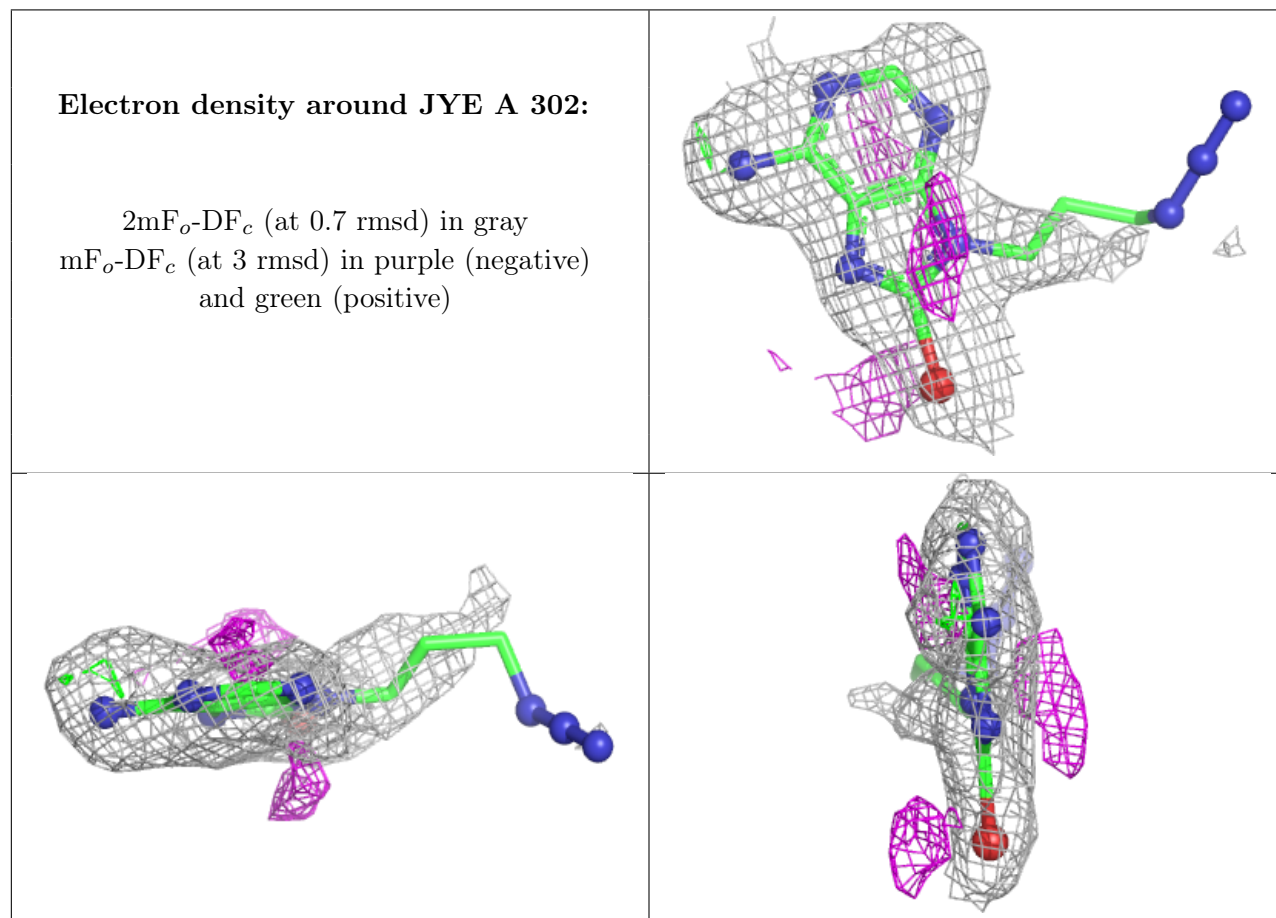 Electron density around JYE A 302:
2mFo-DFc (at 0.7 rmsd) in gray
mFo-DFc (at 3 rmsd) in purple (negative)
and green (positive)